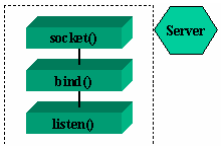 socket()
Server
bind()
listen()